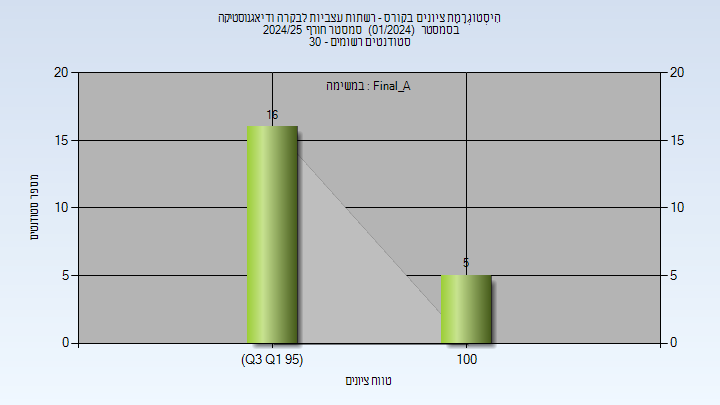 הִיסְטוֹגְרָמַת ציונים בקורס - רשתות עצביות לבקרה ודיאגנוסטיקה
בסמסטר (01/2024) סמסטר חורף 2024/25
סטודנטים רשומים - 30
במשימה : Final_A
20 20
16
15 15
10 10
5
5 5
0 0
מספר סטודנטים
(Q3 Q1 95) 100
טווח ציונים